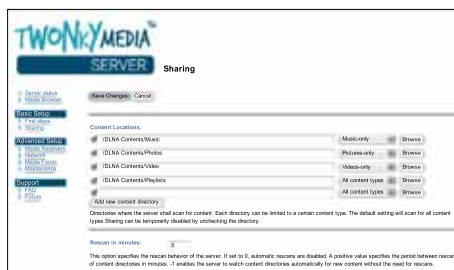 TWONKYMEDIA
SERVER
Sharing
Server status
Media Browser
Save Changes Cancel
Basic Setup
First steps
Sharing
Advanced Setup
Media Receivers
Network
Media Feeds
Maintenance
Support
FAQ
Forum
Content Locations:
/DLNA Contents/Music Music-only Browse
/DLNA Contents/Photos Pictures-only Browse
/DLNA Contents/Video Videos-only Browse
/DLNA Contents/Playlists All content types Browse
All content types Browse
Add new content directory
Directories where the server shall scan for content. Each directory can be limited to a certain content type. The default setting will scan for all content
types.Sharing can be temporarily disabled by unchecking the directory.
Rescan in minutes: 5
This option specifies the rescan behavior of the server. If set to 0, automatic rescans are disabled. A positive value specifies the period between rescans
of content directories in minutes. -1 enables the server to watch content directories automatically for new content without the need for rescans.